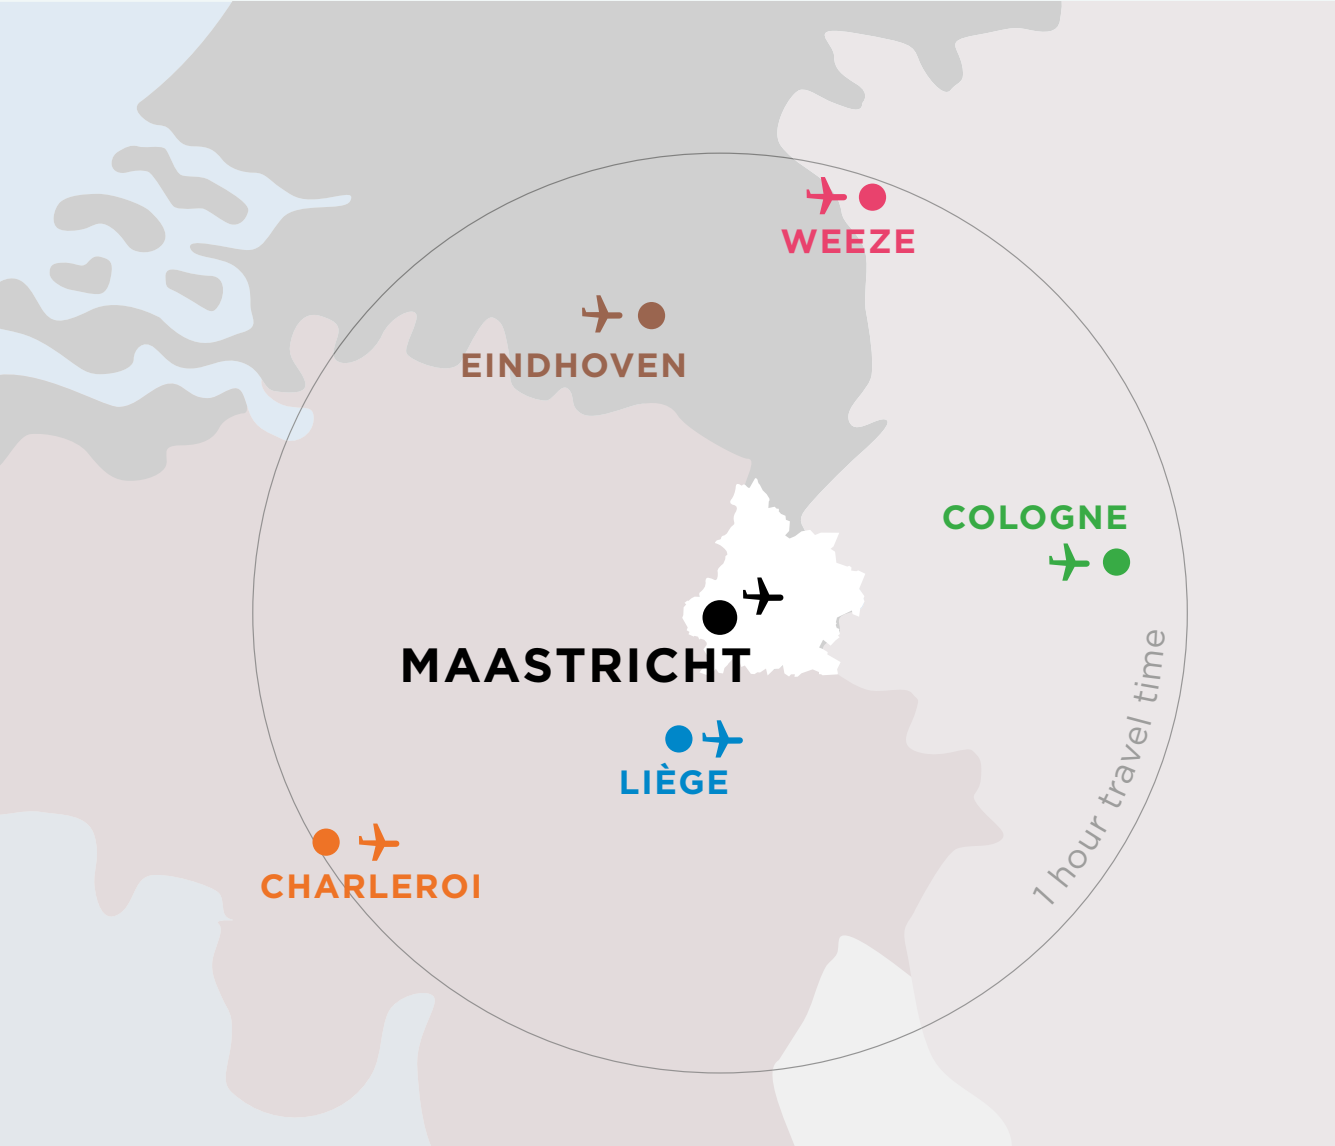 WEEZE
EINDHOVEN
COLOGNE
MAASTRICHT
1 hour travel time
LIÈGE
CHARLEROI